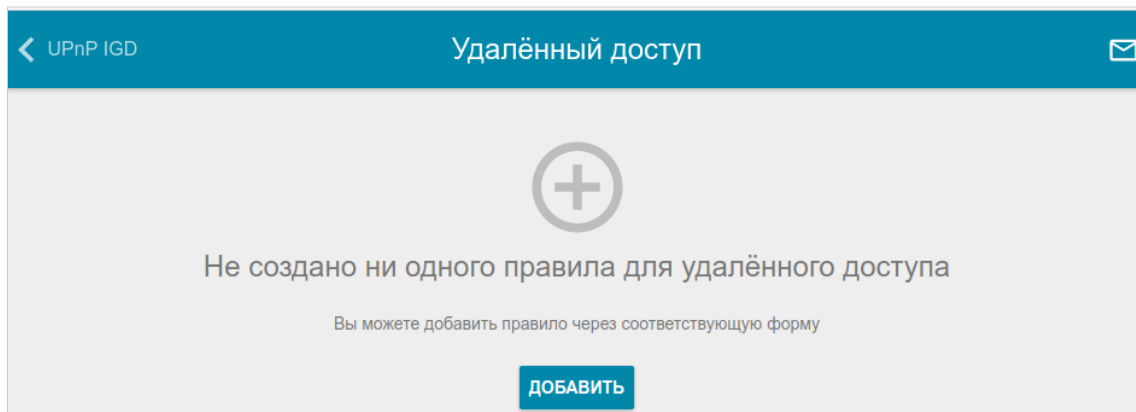 UPnP IGD
Удалённый доступ
Не создано ни одного правила для удалённого доступа
Вы можете добавить правило через соответствующую форму
ДОБАВИТЬ